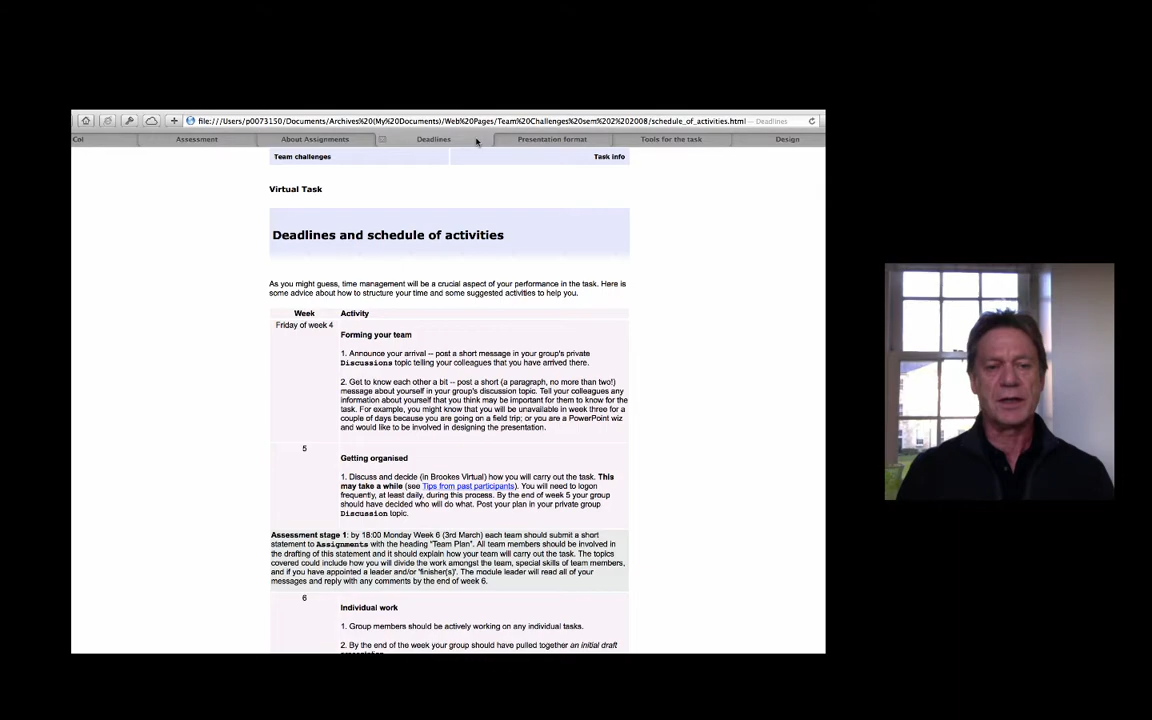 file:///Users/p0073150/Documents/Archives%20(My%20Documents)/Web%20Pages/Team%20Challenges%20sem%202%202008/schedule_of_activities.html — Deadlines
Col Assessment About Assignments Deadlines Presentation format Tools for the task Design
Team challenges Task info
Virtual Task
Deadlines and schedule of activities
As you might guess, time management will be a crucial aspect of your performance in the task. Here is
some advice about how to structure your time and some suggested activities to help you.
Week Activity
Friday of week 4
Forming your team
1. Announce your arrival -- post a short message in your group's private
Discussions topic telling your colleagues that you have arrived there.
2. Get to know each other a bit -- post a short (a paragraph, no more than two!)
message about yourself in your group's discussion topic. Tell your colleagues any
information about yourself that you think may be important for them to know for the
task. For example, you might know that you will be unavailable in week three for a
couple of days because you are going on a field trip; or you are a PowerPoint wiz
and would like to be involved in designing the presentation.
5
Getting organised
1. Discuss and decide (in Brookes Virtual) how you will carry out the task. This
may take a while (see Tips from past participants). You will need to logon
frequently, at least daily, during this process. By the end of week 5 your group
should have decided who will do what. Post your plan in your private group
Discussion topic.
Assessment stage 1: by 18:00 Monday Week 6 (3rd March) each team should submit a short
statement to Assignments with the heading "Team Plan". All team members should be involved in
the drafting of this statement and it should explain how your team will carry out the task. The topics
covered could include how you will divide the work amongst the team, special skills of team members,
and if you have appointed a leader and/or 'finisher(s)'. The module leader will read all of your
messages and reply with any comments by the end of week 6.
6
Individual work
1. Group members should be actively working on any individual tasks.
2. By the end of the week your group should have pulled together an initial draft